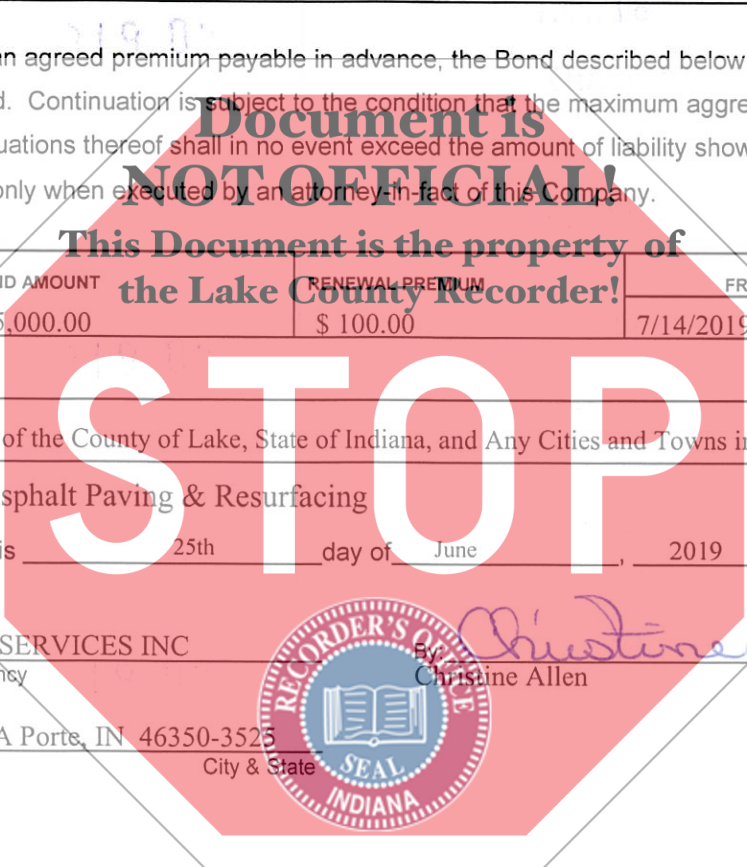 an agreed premium payable in advance, the Bond described below
d. Continuation is subject to the condition that the maximum aggre
Document is
uations thereof shall in no event exceed the amount of liability show
NOT OFFICIAL!
only when executed by an attorney-in-fact of this Company.
This Document is the property of
the Lake County Recorder!
ND AMOUNT RENEWAL PREMIUM FR
5,000.00 $ 100.00 7/14/2019
STOP
of the County of Lake, State of Indiana, and Any Cities and Towns in
sphalt Paving & Resurfacing
is 25th day of June, 2019
SERVICES INC By Christine
ncy Christine Allen
A Porte, IN 46350-3525
City & State
RECORDER'S OFFICE
SEAL
INDIANA